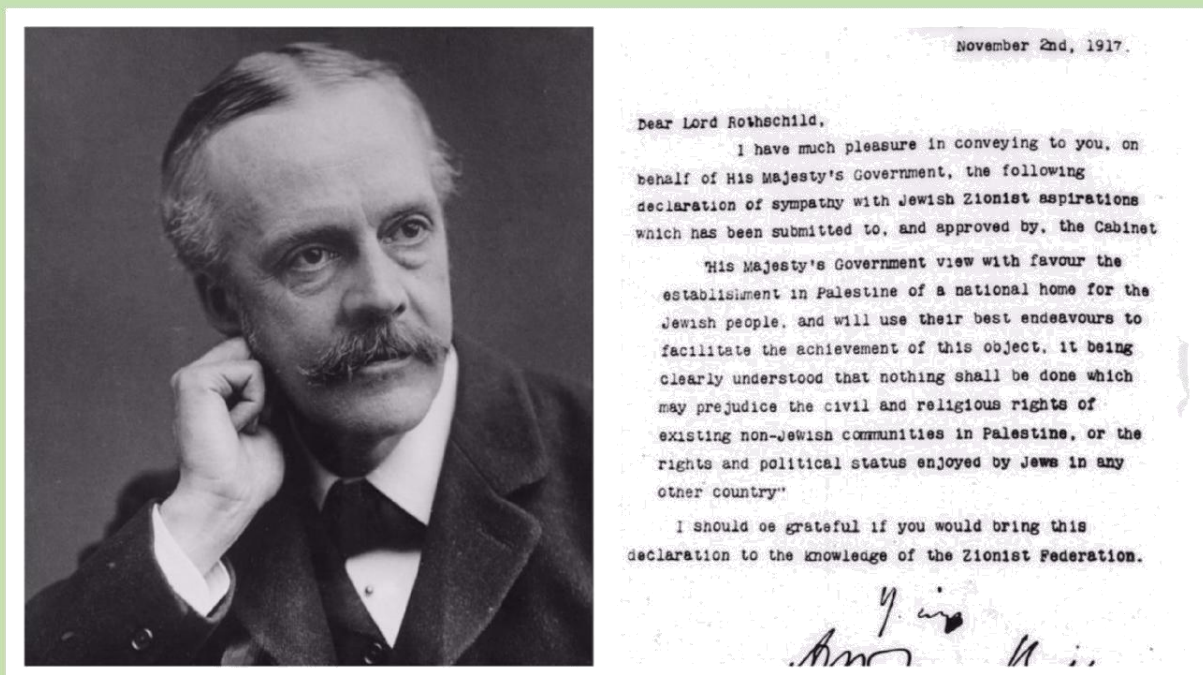 November 2nd, 1917.
Dear Lord Rothschild,
I have much pleasure in conveying to you, on
behalf of His Majesty's Government, the following
declaration of sympathy with Jewish Zionist aspirations
which has been submitted to, and approved by, the Cabinet
"His Majesty's Government view with favour the
establishment in Palestine of a national home for the
Jewish people, and will use their best endeavours to
facilitate the achievement of this object, it being
clearly understood that nothing shall be done which
may prejudice the civil and religious rights of
existing non-Jewish communities in Palestine, or the
rights and political status enjoyed by Jews in any
other country"
I should be grateful if you would bring this
declaration to the knowledge of the Zionist Federation.